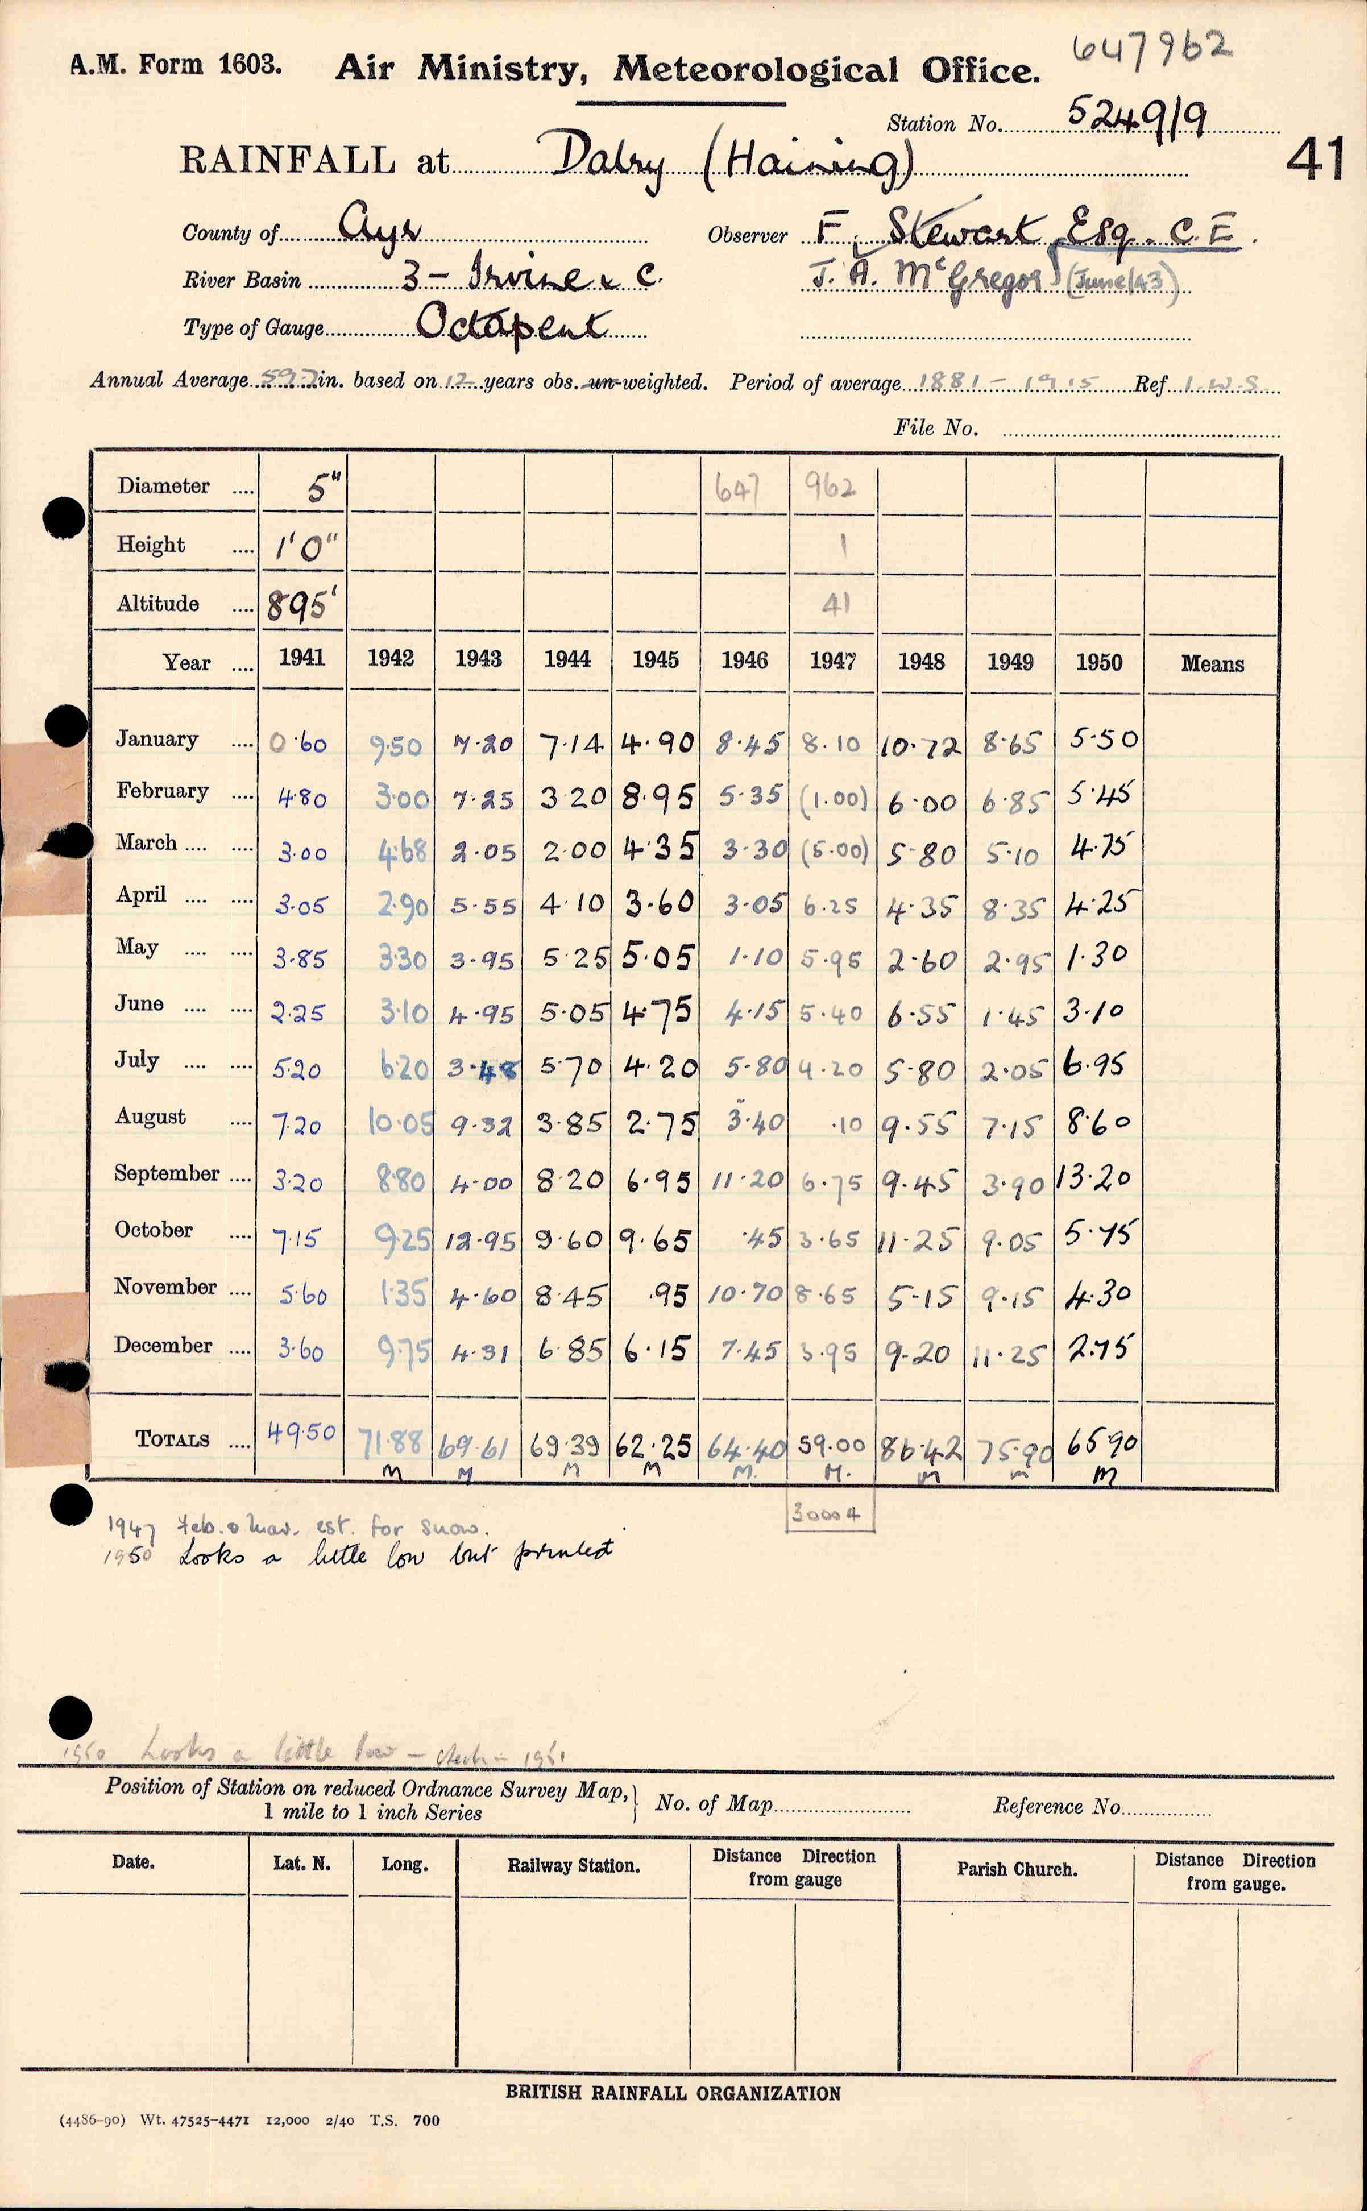 647962
A.M. Form 1603. Air Ministry, Meteorological Office.
Station No. 5249/9
41
RAINFALL at Dalry (Haining)
County of Ayr Observer F. Stewart Esq. C.E.
River Basin 3 - Irvine & C. J. A. McGregor (June/43)
Type of Gauge Octapent
Annual Average 59.7 in. based on 12 years obs. un-weighted. Period of average 1881 - 1915 Ref I.W.S.
File No.
Diameter .... 5" 647 962
Height .... 1'0" 1
Altitude .... 895' 41
Year .... 1941 1942 1943 1944 1945 1946 1947 1948 1949 1950 Means
January .... 0.60 9.50 7.20 7.14 4.90 8.45 8.10 10.72 8.65 5.50
February .... 4.80 3.00 7.25 3.20 8.95 5.35 (1.00) 6.00 6.85 5.45
March .... .... 3.00 4.68 2.05 2.00 4.35 3.30 (5.00) 5.80 5.10 4.75
April .... .... 3.05 2.90 5.55 4.10 3.60 3.05 6.25 4.35 8.35 4.25
May .... .... 3.85 3.30 3.95 5.25 5.05 1.10 5.95 2.60 2.95 1.30
June .... .... 2.25 3.10 4.95 5.05 4.75 4.15 5.40 6.55 1.45 3.10
July .... .... 5.20 6.20 3.48 5.70 4.20 5.80 4.20 5.80 2.05 6.95
August .... 7.20 10.05 9.32 3.85 2.75 3.40 .10 9.55 7.15 8.60
September .... 3.20 8.80 4.00 8.20 6.95 11.20 6.75 9.45 3.90 13.20
October .... 7.15 9.25 12.95 9.60 9.65 .45 3.65 11.25 9.05 5.75
November .... 5.60 1.35 4.60 8.45 .95 10.70 8.65 5.15 9.15 4.30
December .... 3.60 9.75 4.31 6.85 6.15 7.45 3.95 9.20 11.25 2.75
TOTALS .... 49.50 71.88 69.61 69.39 62.25 64.40 59.00 86.42 75.90 65.90
M M M M M. M. M M M
30004
1947 Feb. & Mar. est. for snow.
1950 Looks a little low but printed
1950 Looks a little low - check - 1951
Position of Station on reduced Ordnance Survey Map,
1 mile to 1 inch Series
No. of Map Reference No.
Date. Lat. N. Long. Railway Station. Distance Direction from gauge Parish Church. Distance Direction from gauge.
BRITISH RAINFALL ORGANIZATION
(4486-90) Wt. 47525-4471 12,000 2/40 T.S. 700